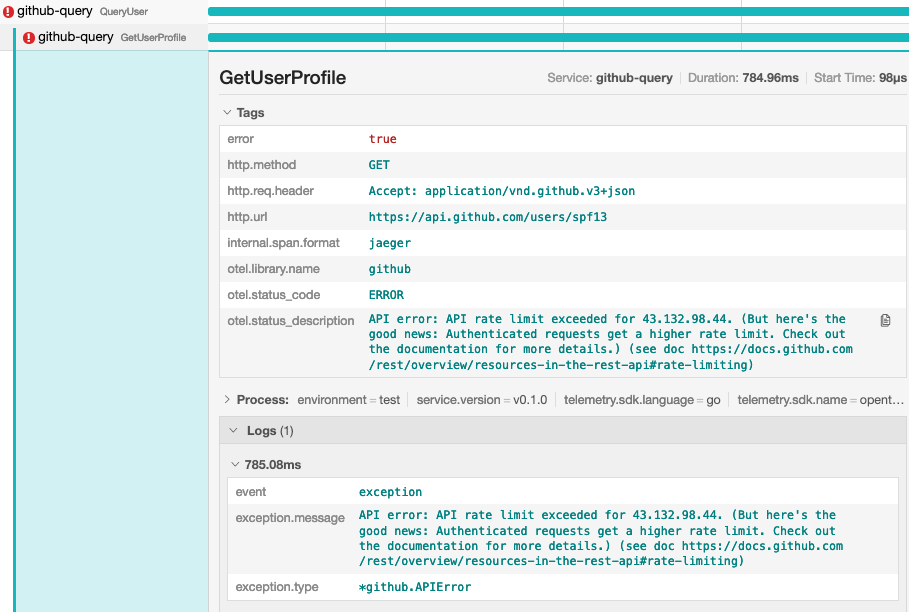 github-query QueryUser
github-query GetUserProfile
GetUserProfile
Service: github-query Duration: 784.96ms Start Time: 98μs
Tags
error true
http.method GET
http.req.header Accept: application/vnd.github.v3+json
http.url https://api.github.com/users/spf13
internal.span.format jaeger
otel.library.name github
otel.status_code ERROR
otel.status_description API error: API rate limit exceeded for 43.132.98.44. (But here's the
good news: Authenticated requests get a higher rate limit. Check out
the documentation for more details.) (see doc https://docs.github.com
/rest/overview/resources-in-the-rest-api#rate-limiting)
Process: environment = test service.version = v0.1.0 telemetry.sdk.language = go telemetry.sdk.name = opent...
Logs (1)
785.08ms
event exception
exception.message API error: API rate limit exceeded for 43.132.98.44. (But here's the
good news: Authenticated requests get a higher rate limit. Check out
the documentation for more details.) (see doc https://docs.github.com
/rest/overview/resources-in-the-rest-api#rate-limiting)
exception.type *github.APIError